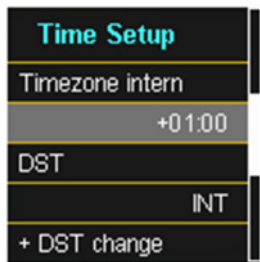 Time Setup
Timezone intern
+01:00
DST
INT
+ DST change